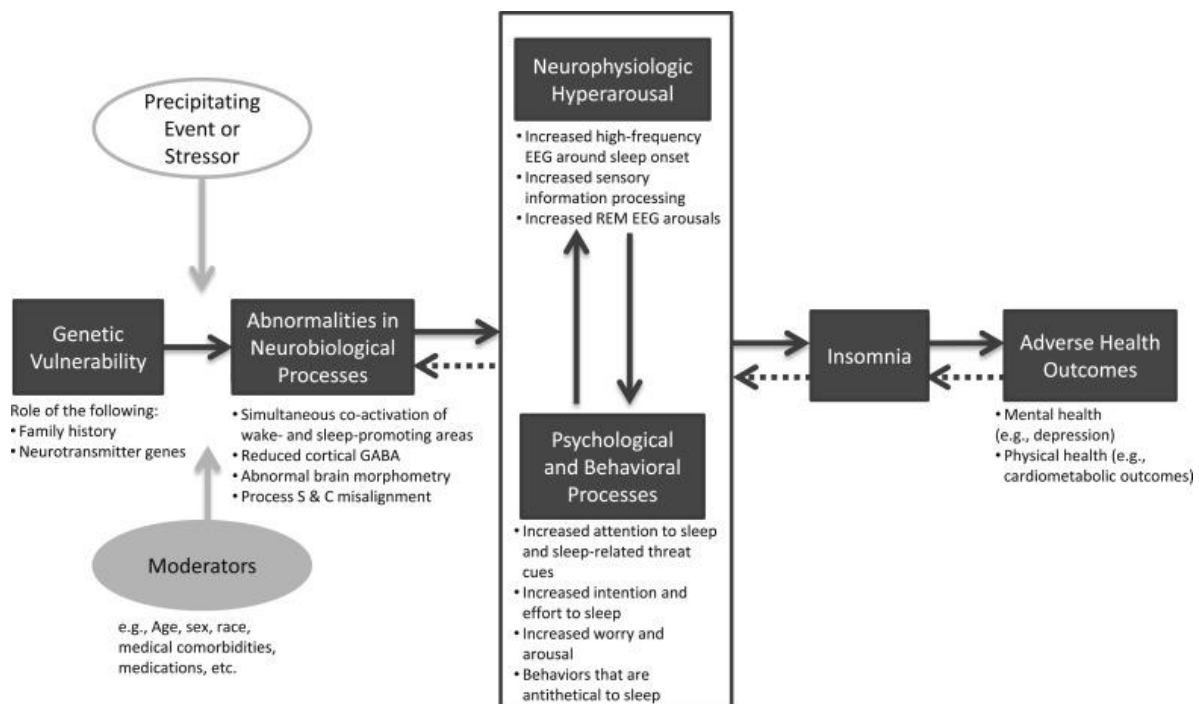 Precipitating
Event or
Stressor
Genetic
Vulnerability
Role of the following:
• Family history
• Neurotransmitter genes
Moderators
e.g., Age, sex, race,
medical comorbidities,
medications, etc.
Abnormalities in
Neurobiological
Processes
• Simultaneous co-activation of
wake- and sleep-promoting areas
• Reduced cortical GABA
• Abnormal brain morphometry
• Process S & C misalignment
Neurophysiologic
Hyperarousal
• Increased high-frequency
EEG around sleep onset
• Increased sensory
information processing
• Increased REM EEG arousals
Psychological
and Behavioral
Processes
• Increased attention to sleep
and sleep-related threat
cues
• Increased intention and
effort to sleep
• Increased worry and
arousal
• Behaviors that are
antithetical to sleep
Insomnia
Adverse Health
Outcomes
• Mental health
(e.g., depression)
• Physical health (e.g.,
cardiometabolic outcomes)